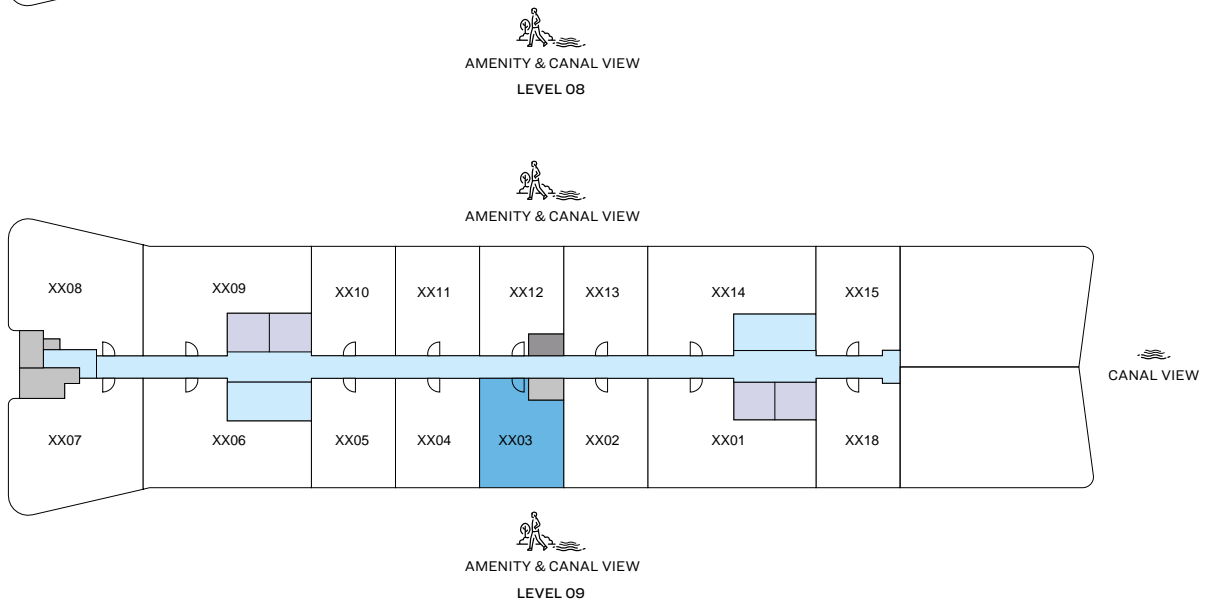 AMENITY & CANAL VIEW
LEVEL 08
AMENITY & CANAL VIEW
XX08
XX09
XX10
XX11
XX12
XX13
XX14
XX15
CANAL VIEW
XX07
XX06
XX05
XX04
XX03
XX02
XX01
XX18
AMENITY & CANAL VIEW
LEVEL 09